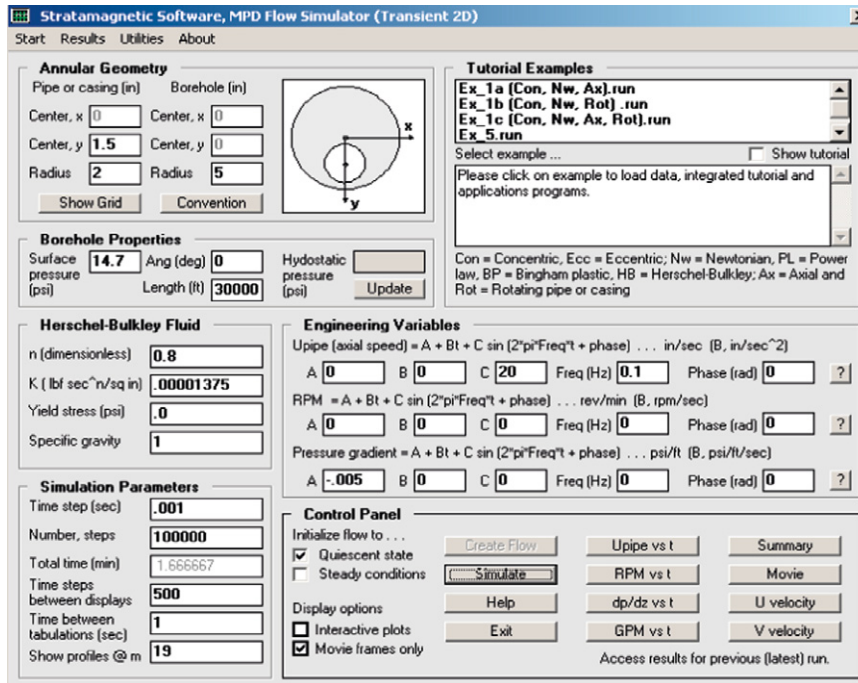 Stratamagnetic Software, MPD Flow Simulator (Transient 2D)
Start Results Utilities About
Annular Geometry
Pipe or casing (in) Borehole (in)
Center, x 0 Center, x 0
Center, y 1.5 Center, y 0
Radius 2 Radius 5
Show Grid Convention
x
y
Borehole Properties
Surface pressure (psi) 14.7 Ang (deg) 0
Length (ft) 30000
Hydostatic pressure (psi)
Update
Herschel-Bulkley Fluid
n (dimensionless) 0.8
K ( lbf sec^n/sq in) .00001375
Yield stress (psi) .0
Specific gravity 1
Simulation Parameters
Time step (sec) .001
Number, steps 100000
Total time (min) 1.666667
Time steps between displays 500
Time between tabulations (sec) 1
Show profiles @ m 19
Tutorial Examples
Ex_1a (Con, Nw, Ax).run
Ex_1b (Con, Nw, Rot) .run
Ex_1c (Con, Nw, Ax, Rot).run
Ex_5.run
Select example ... Show tutorial
Please click on example to load data, integrated tutorial and
applications programs.
Con = Concentric, Ecc = Eccentric; Nw = Newtonian, PL = Power
law, BP = Bingham plastic, HB = Herschel-Bulkley; Ax = Axial and
Rot = Rotating pipe or casing
Engineering Variables
Upipe (axial speed) = A + Bt + C sin (2*pi*Freq*t + phase) . . . in/sec (B, in/sec^2)
A 0 B 0 C 20 Freq (Hz) 0.1 Phase (rad) 0 ?
RPM = A + Bt + C sin (2*pi*Freq*t + phase) . . . rev/min (B, rpm/sec)
A 0 B 0 C 0 Freq (Hz) 0 Phase (rad) 0 ?
Pressure gradient = A + Bt + C sin (2*pi*Freq*t + phase) . . . psi/ft (B, psi/ft/sec)
A -.005 B 0 C 0 Freq (Hz) 0 Phase (rad) 0 ?
Control Panel
Initialize flow to . . .
Quiescent state
Steady conditions
Display options
Interactive plots
Movie frames only
Create Flow Upipe vs t Summary
Simulate RPM vs t Movie
Help dp/dz vs t U velocity
Exit GPM vs t V velocity
Access results for previous (latest) run.